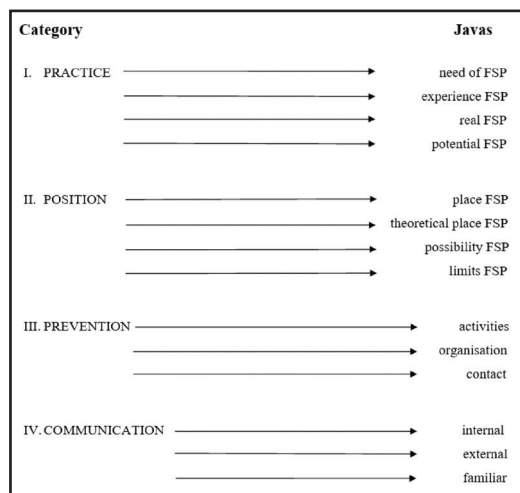 Category Javas
I. PRACTICE need of FSP
experience FSP
real FSP
potential FSP
II. POSITION place FSP
theoretical place FSP
possibility FSP
limits FSP
III. PREVENTION activities
organisation
contact
IV. COMMUNICATION internal
external
familiar